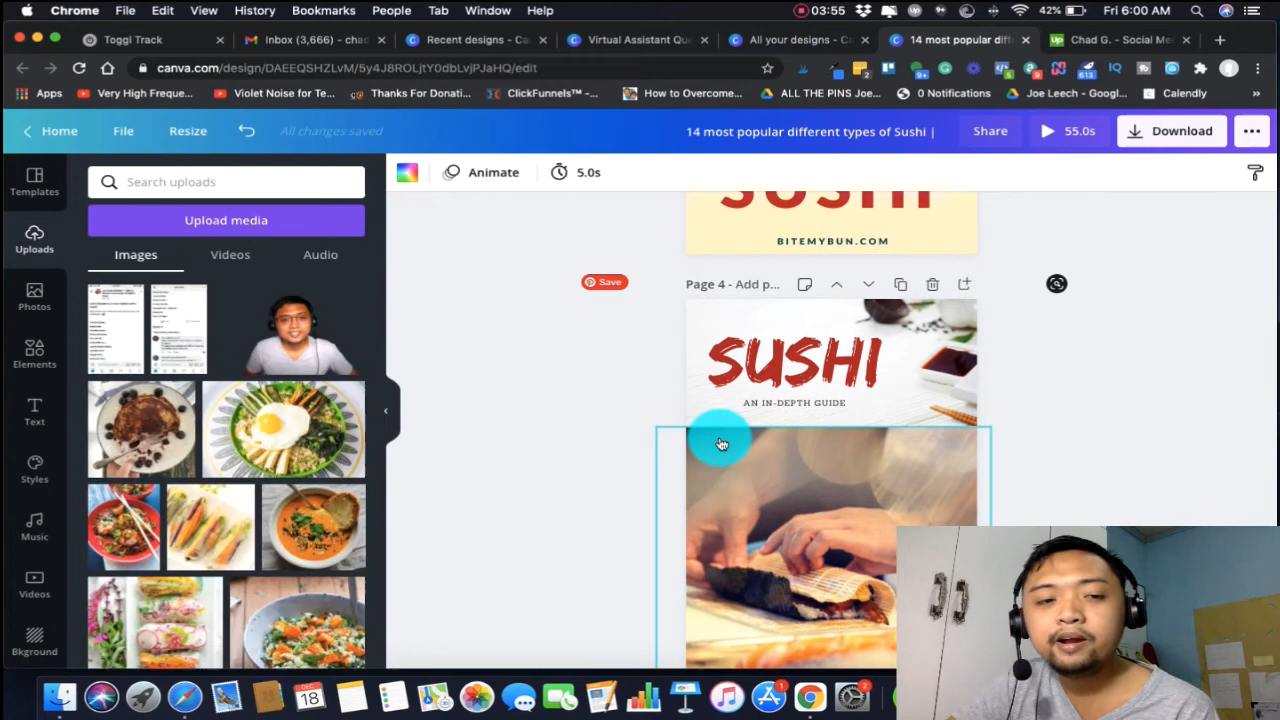 Chrome File Edit View History Bookmarks People Tab Window Help 03:55 42% Fri 6:00 AM
Toggl Track Inbox (3,666) - chad Recent designs - Ca Virtual Assistant Qu All your designs - Ca 14 most popular diff Chad G. - Social Me
canva.com/design/DAEEQSHZLvM/5y4J8ROLjtY0dbLvjPJaHQ/edit
Apps Very High Freque... Violet Noise for Te... Thanks For Donati... ClickFunnels™ –... How to Overcome... ALL THE PINS Joe... 0 Notifications Joe Leech - Googl... Calendly »
Home File Resize All changes saved 14 most popular different types of Sushi | Share 55.0s Download
Templates
Search uploads
Animate 5.0s
Upload media
SUSHI
BITEMYBUN.COM
Uploads
Images Videos Audio
Save
Page 4 - Add p...
Photos
Elements
SUSHI
AN IN-DEPTH GUIDE
Text
Styles
Music
Videos
Bkground
DEC
18